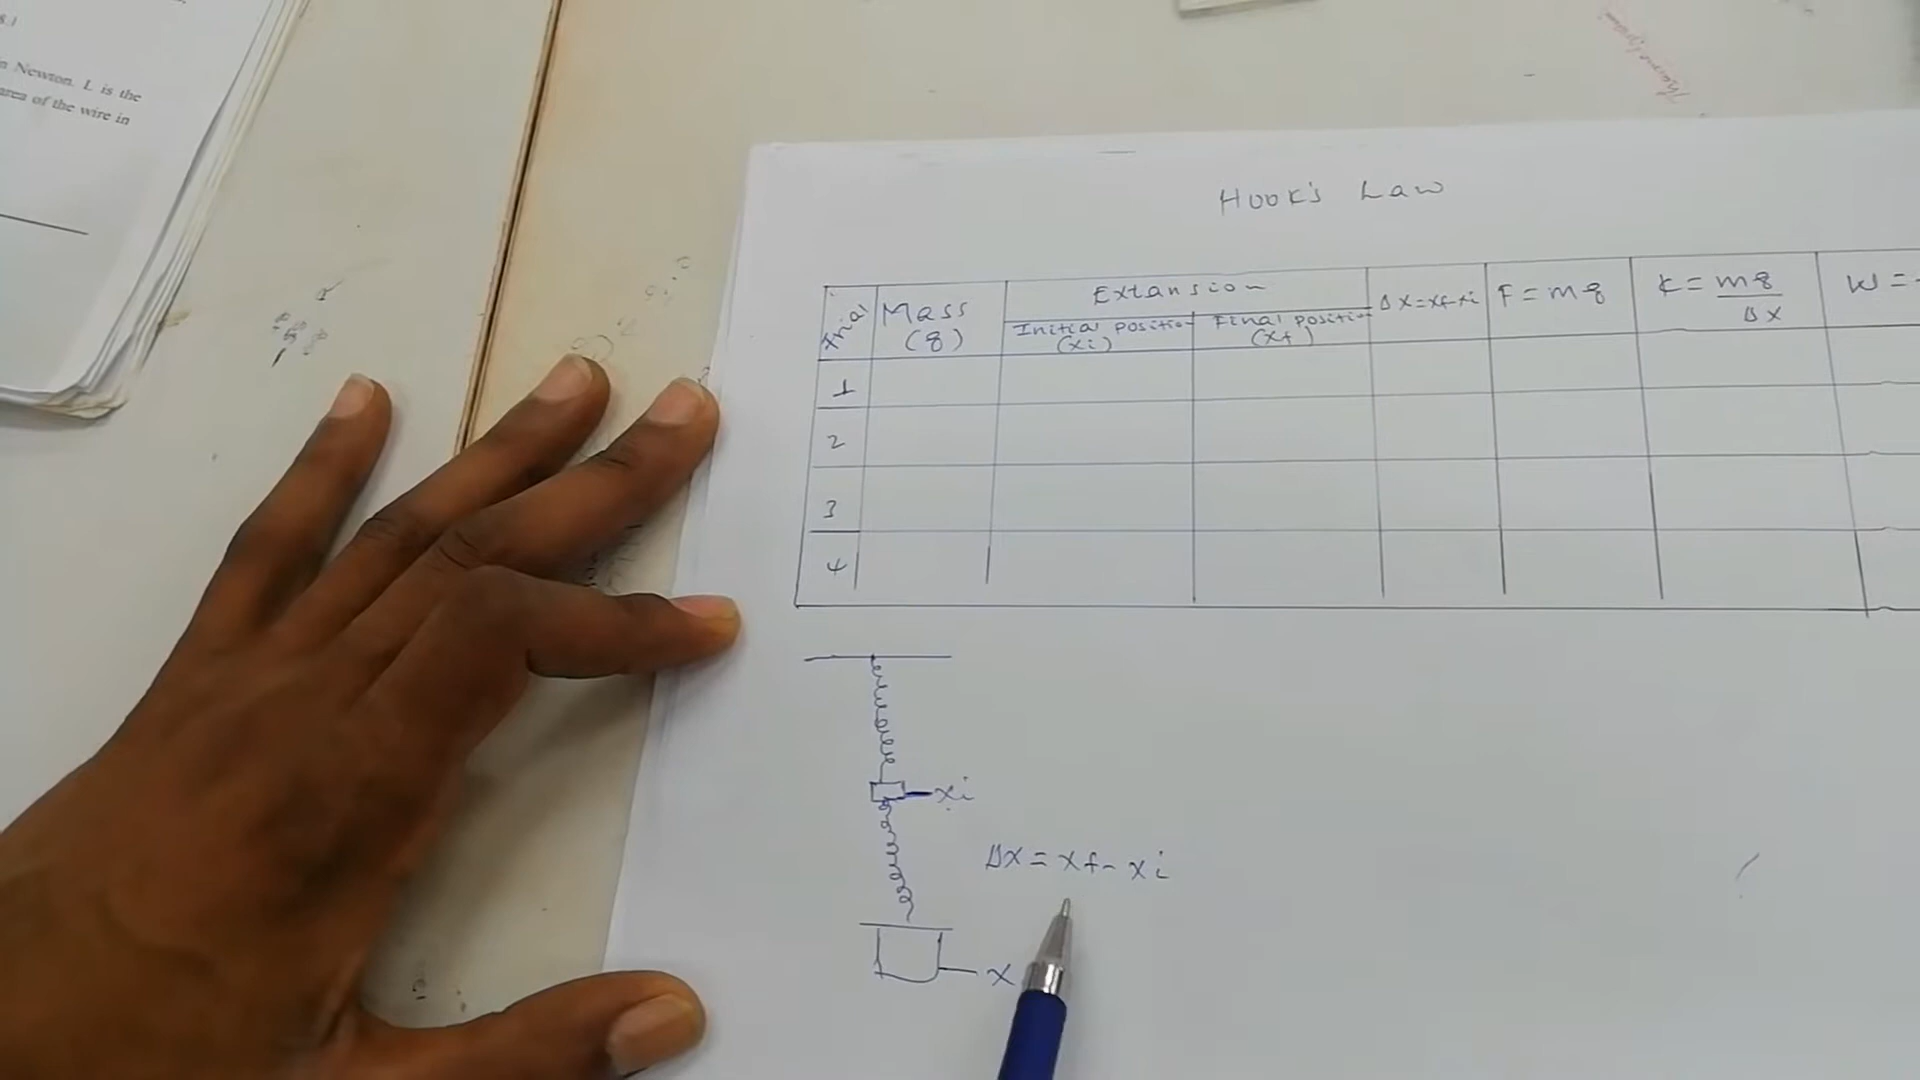 n Newton. L is the
area of the wire in
Hook's Law
Trial
Mass
(g)
Extansion
Initial position
(xi)
Final position
(xf)
Δx=xf-xi
F=mg
K=mg
Δx
W=
1
2
3
4
xi
Δx=xf-xi
x